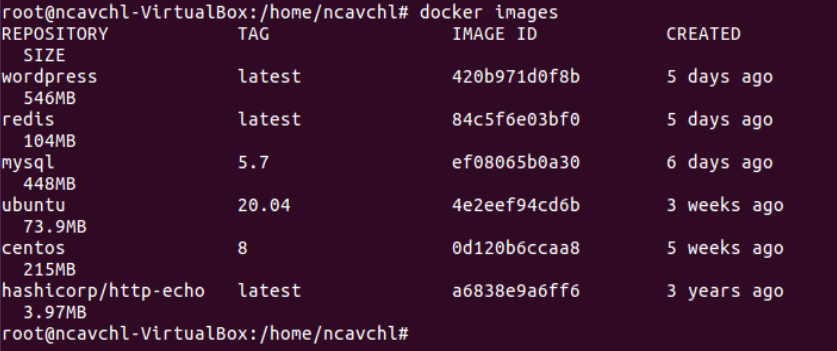 root@ncavchl-VirtualBox:/home/ncavchl# docker images
REPOSITORY TAG IMAGE ID CREATED
SIZE
wordpress latest 420b971d0f8b 5 days ago
546MB
redis latest 84c5f6e03bf0 5 days ago
104MB
mysql 5.7 ef08065b0a30 6 days ago
448MB
ubuntu 20.04 4e2eef94cd6b 3 weeks ago
73.9MB
centos 8 0d120b6ccaa8 5 weeks ago
215MB
hashicorp/http-echo latest a6838e9a6ff6 3 years ago
3.97MB
root@ncavchl-VirtualBox:/home/ncavchl#